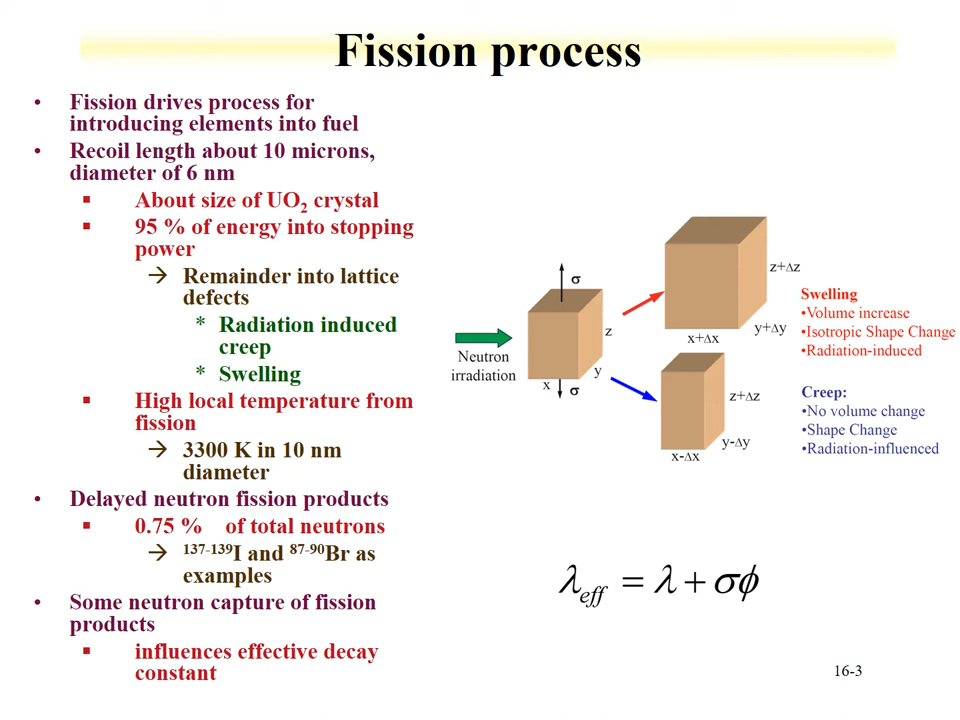 Fission process
• Fission drives process for
introducing elements into fuel
• Recoil length about 10 microns,
diameter of 6 nm
▪ About size of UO₂ crystal
▪ 95 % of energy into stopping
power
→ Remainder into lattice
defects
* Radiation induced
creep
* Swelling
▪ High local temperature from
fission
→ 3300 K in 10 nm
diameter
• Delayed neutron fission products
▪ 0.75 % of total neutrons
→ ¹³⁷⁻¹³⁹I and ⁸⁷⁻⁹⁰Br as
examples
• Some neutron capture of fission
products
▪ influences effective decay
constant
Neutron
irradiation
σ
z
y
x
σ
z+Δz
y+Δy
x+Δx
z+Δz
y-Δy
x-Δx
Swelling
•Volume increase
•Isotropic Shape Change
•Radiation-induced
Creep:
•No volume change
•Shape Change
•Radiation-influenced
λeff = λ + σϕ
16-3